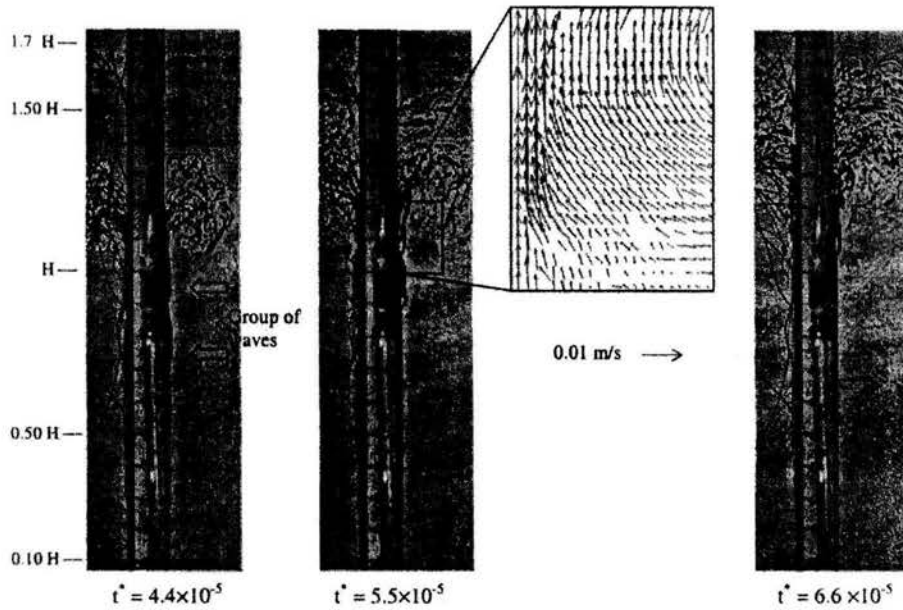 1.7 H
1.50 H
H
Group of
waves
0.50 H
0.10 H
0.01 m/s
t* = 4.4×10⁻⁵
t* = 5.5×10⁻⁵
t* = 6.6×10⁻⁵